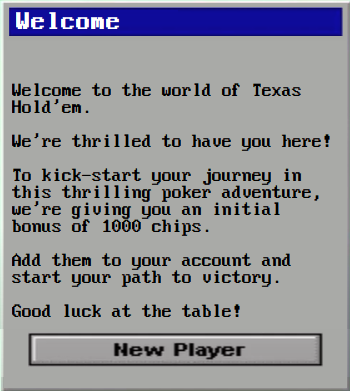 Welcome
Welcome to the world of Texas
Hold'em.
We're thrilled to have you here!
To kick-start your journey in
this thrilling poker adventure,
we're giving you an initial
bonus of 1000 chips.
Add them to your account and
start your path to victory.
Good luck at the table!
New Player